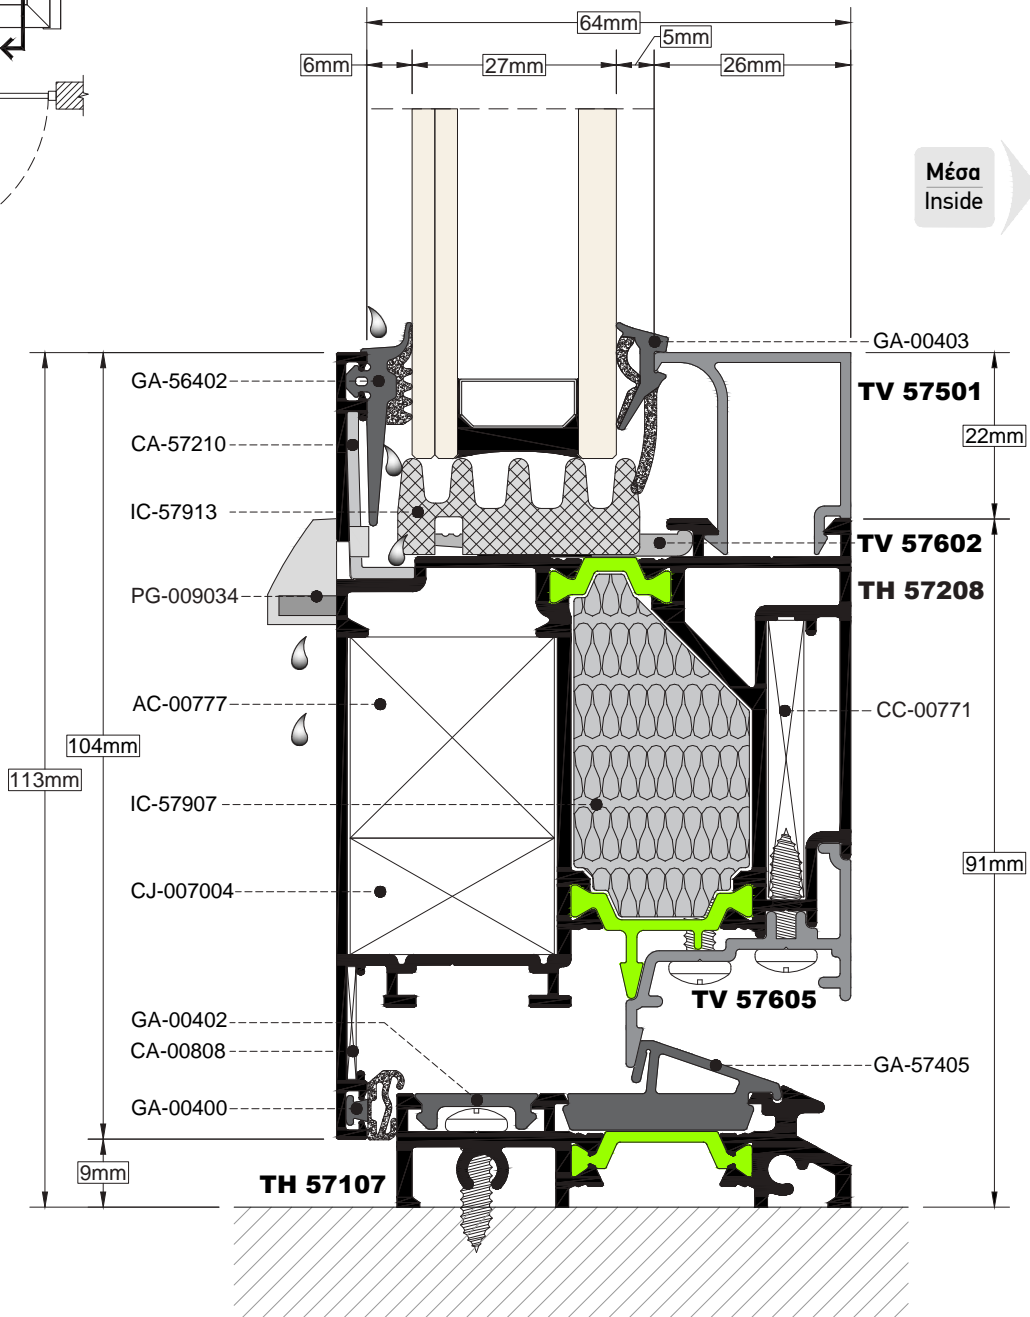 64mm
5mm
6mm
27mm
26mm
Μέσα
Inside
GA-00403
GA-56402
TV 57501
CA-57210
22mm
IC-57913
TV 57602
PG-009034
TH 57208
AC-00777
CC-00771
104mm
113mm
IC-57907
91mm
CJ-007004
TV 57605
GA-00402
CA-00808
GA-57405
GA-00400
9mm
TH 57107